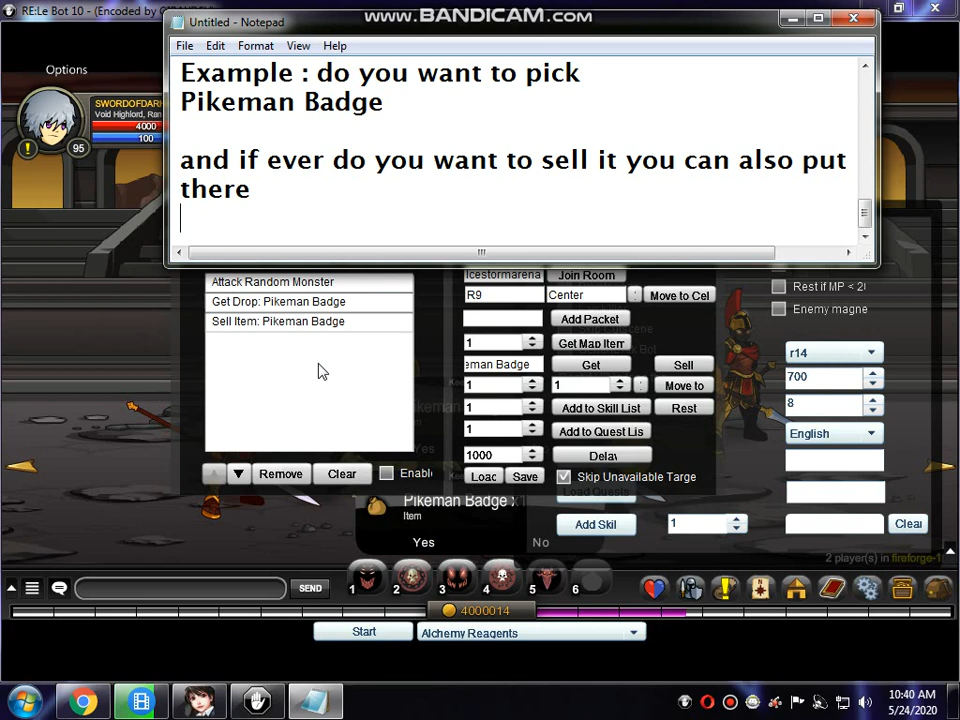 RE:Le Bot 10 - (Encoded by
www.BANDICAM.com
Untitled - Notepad
File Edit Format View Help
Example : do you want to pick
Pikeman Badge
and if ever do you want to sell it you can also put
there
Options
SWORDOFDAR
Void Highlord, Ran
4000
100
95
Attack Random Monster
Get Drop: Pikeman Badge
Sell Item: Pikeman Badge
Remove
Clear
Enabl
Icestormarena
Join Room
R9
Center
:
Move to Cel
Add Packet
1
Get Map Item
eman Badge
Get
Sell
1
1
:
Move to
1
Add to Skill List
Rest
1
Add to Quest Lis
1000
Delay
Load
Save
Skip Unavailable Targe
Load Quests
Rest if MP < 2
Enemy magne
r14
700
8
English
Add Skil
1
Clear
Pikeman Badge x1
Item
Yes
No
2 player(s) in fireforge-1
1 2 3 4 5 6
SEND
4000014
Start
Alchemy Reagents
10:40 AM
5/24/2020